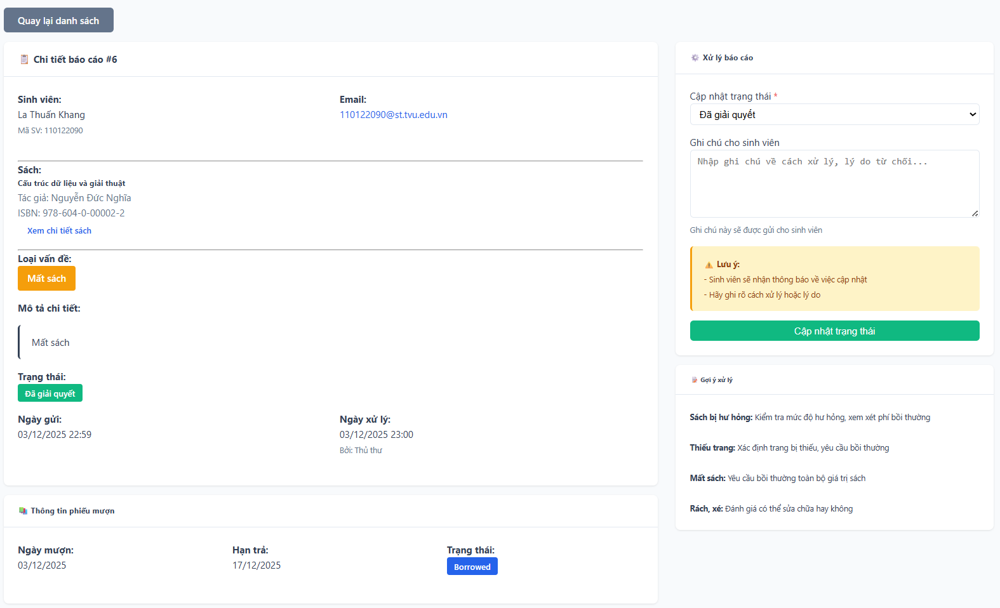 Quay lại danh sách
Chi tiết báo cáo #6
Sinh viên:
La Thuấn Khang
Mã SV: 110122090
Email:
110122090@st.tvu.edu.vn
Sách:
Cấu trúc dữ liệu và giải thuật
Tác giả: Nguyễn Đức Nghĩa
ISBN: 978-604-0-00002-2
Xem chi tiết sách
Loại vấn đề:
Mất sách
Mô tả chi tiết:
Mất sách
Trạng thái:
Đã giải quyết
Ngày gửi:
03/12/2025 22:59
Ngày xử lý:
03/12/2025 23:00
Bởi: Thủ thư
Thông tin phiếu mượn
Ngày mượn:
03/12/2025
Hạn trả:
17/12/2025
Trạng thái:
Borrowed
Xử lý báo cáo
Cập nhật trạng thái *
Đã giải quyết
Ghi chú cho sinh viên
Nhập ghi chú về cách xử lý, lý do từ chối...
Ghi chú này sẽ được gửi cho sinh viên
Lưu ý:
- Sinh viên sẽ nhận thông báo về việc cập nhật
- Hãy ghi rõ cách xử lý hoặc lý do
Cập nhật trạng thái
Gợi ý xử lý
Sách bị hư hỏng: Kiểm tra mức độ hư hỏng, xem xét phí bồi thường
Thiếu trang: Xác định trang bị thiếu, yêu cầu bồi thường
Mất sách: Yêu cầu bồi thường toàn bộ giá trị sách
Rách, xé: Đánh giá có thể sửa chữa hay không